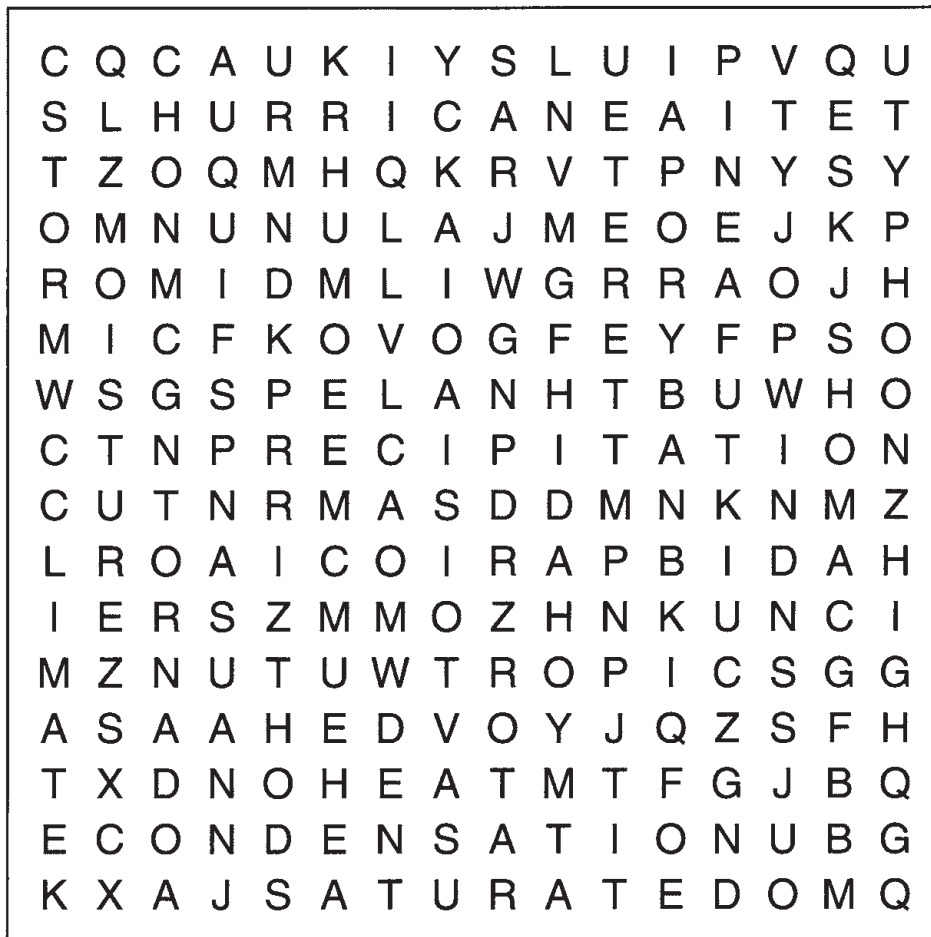 C Q C A U K I Y S L U I P V Q U
S L H U R R I C A N E A I T E T
T Z O Q M H Q K R V T P N Y S Y
O M N U N U L A J M E O E J K P
R O M I D M L I W G R R A O J H
M I C F K O V O G F E Y F P S O
W S G S P E L A N H T B U W H O
C T N P R E C I P I T A T I O N
C U T N R M A S D D M N K N M Z
L R O A I C O I R A P B I D A H
I E R S Z M M O Z H N K U N C I
M Z N U T U W T R O P I C S G G
A S A A H E D V O Y J Q Z S F H
T X D N O H E A T M T F G J B Q
E C O N D E N S A T I O N U B G
K X A J S A T U R A T E D O M Q